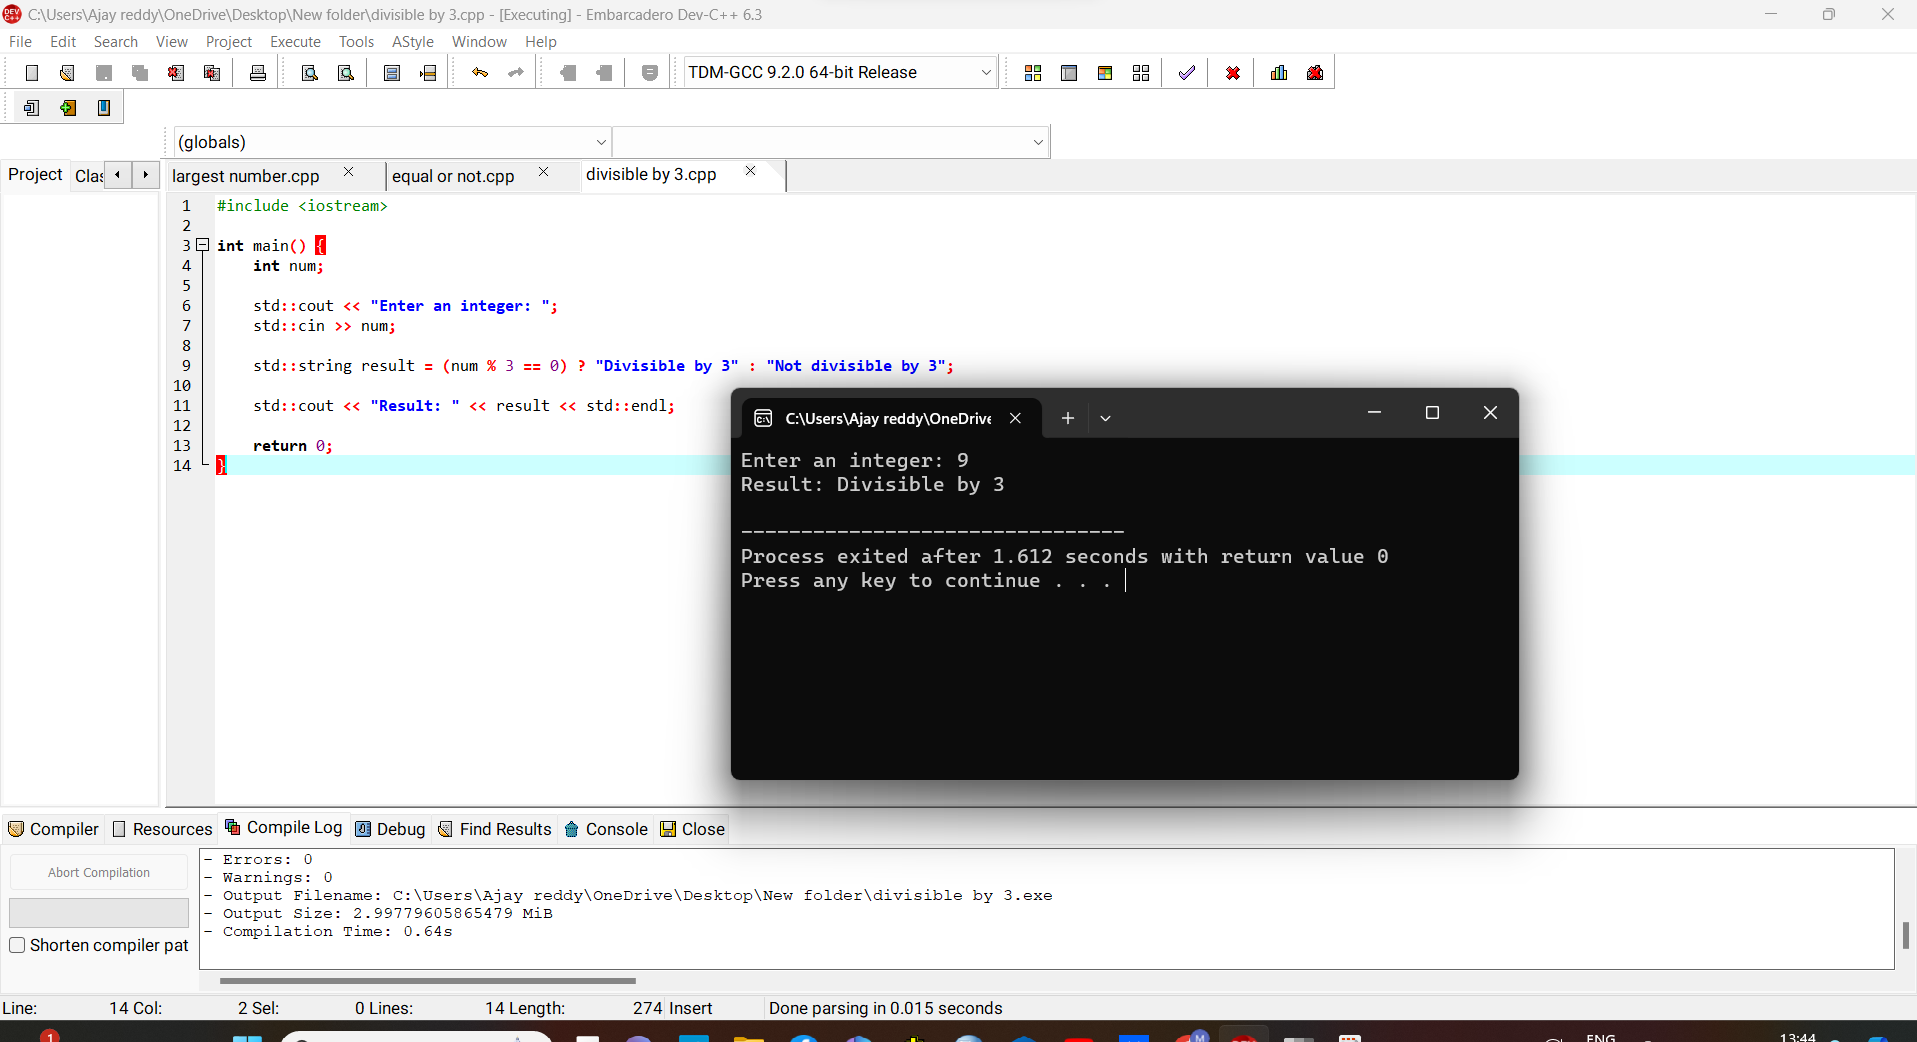 C:\Users\Ajay reddy\OneDrive\Desktop\New folder\divisible by 3.cpp - [Executing] - Embarcadero Dev-C++ 6.3
File Edit Search View Project Execute Tools AStyle Window Help
TDM-GCC 9.2.0 64-bit Release
(globals)
Project Clas largest number.cpp equal or not.cpp divisible by 3.cpp
1 #include <iostream>
2
3 int main() {
4 int num;
5
6 std::cout << "Enter an integer: ";
7 std::cin >> num;
8
9 std::string result = (num % 3 == 0) ? "Divisible by 3" : "Not divisible by 3";
10
11 std::cout << "Result: " << result << std::endl;
12
13 return 0;
14 }
C:\Users\Ajay reddy\OneDrive
Enter an integer: 9
Result: Divisible by 3
--------------------------------
Process exited after 1.612 seconds with return value 0
Press any key to continue . . .
Compiler Resources Compile Log Debug Find Results Console Close
Abort Compilation
Shorten compiler pat
- Errors: 0
- Warnings: 0
- Output Filename: C:\Users\Ajay reddy\OneDrive\Desktop\New folder\divisible by 3.exe
- Output Size: 2.99779605865479 MiB
- Compilation Time: 0.64s
Line: 14 Col: 2 Sel: 0 Lines: 14 Length: 274 Insert Done parsing in 0.015 seconds
1 M ENG 13:44